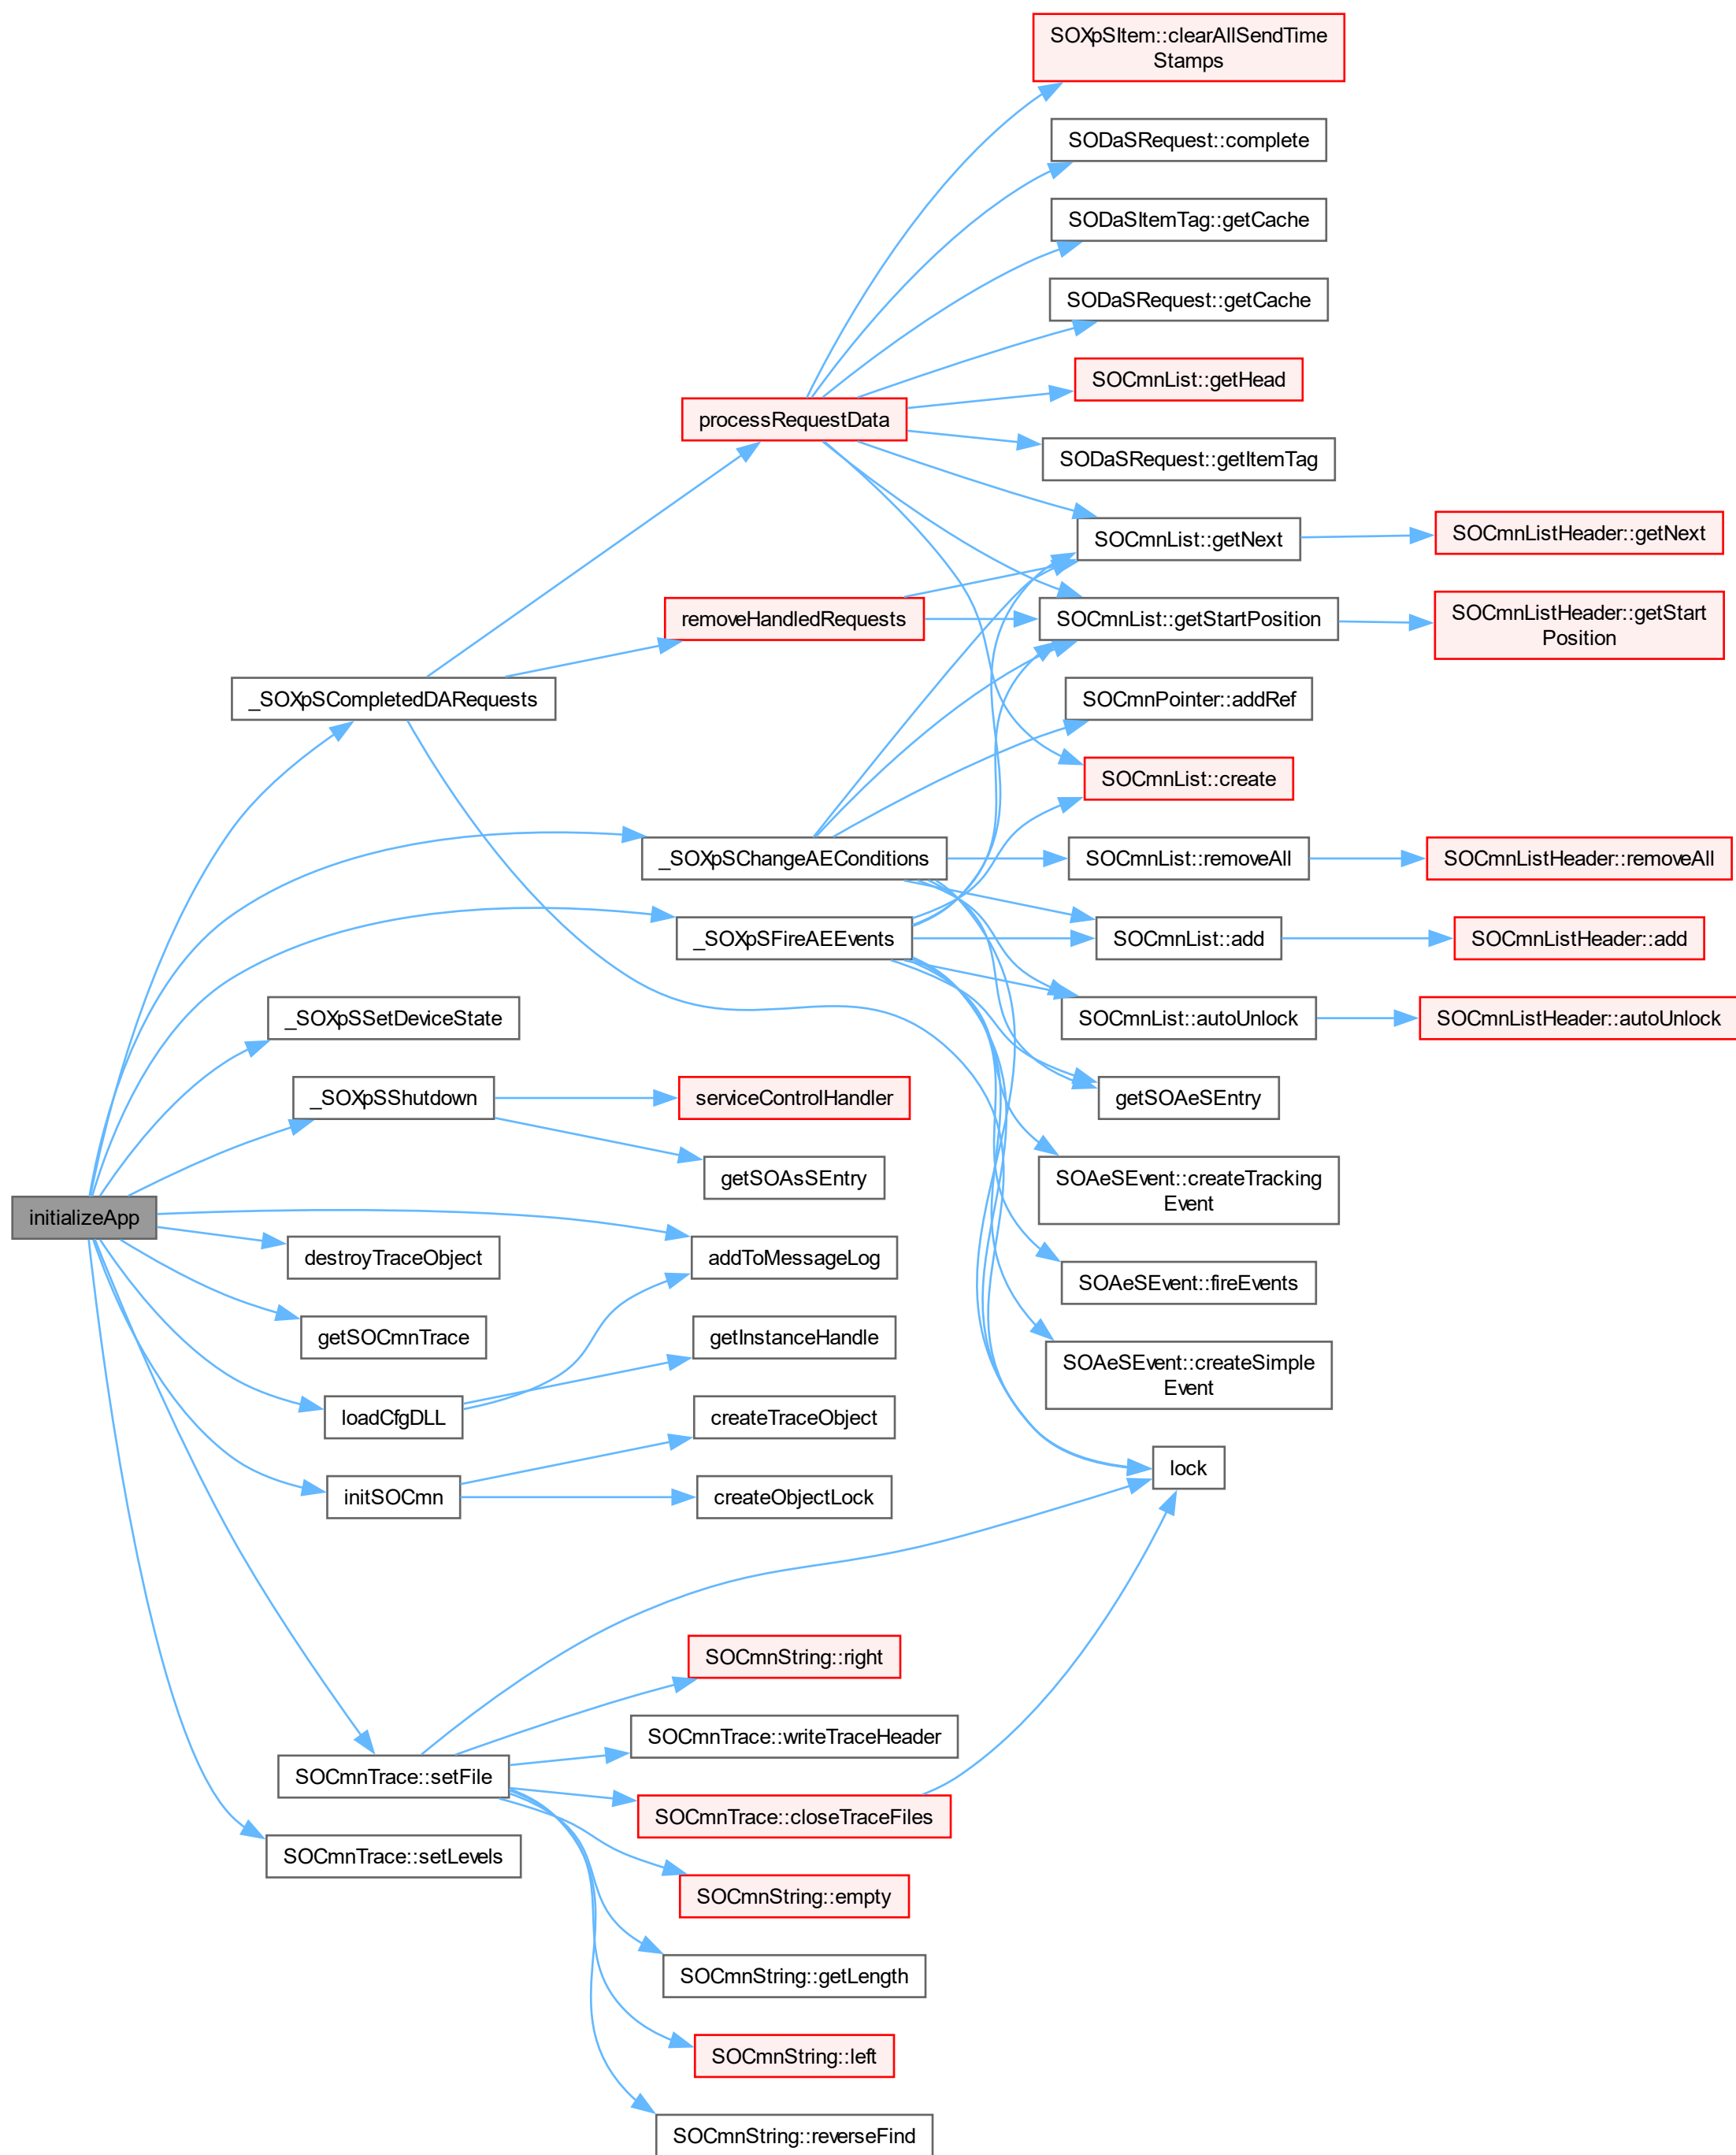 SOXpSItem::clearAllSendTime
Stamps
SODaSRequest::complete
SODaSItemTag::getCache
SODaSRequest::getCache
SOCmnList::getHead
processRequestData
SODaSRequest::getItemTag
SOCmnList::getNext
SOCmnListHeader::getNext
removeHandledRequests
SOCmnList::getStartPosition
SOCmnListHeader::getStart
Position
_SOXpSCompletedDARequests
SOCmnPointer::addRef
SOCmnList::create
_SOXpSChangeAEConditions
SOCmnList::removeAll
SOCmnListHeader::removeAll
_SOXpSFireAEEvents
SOCmnList::add
SOCmnListHeader::add
_SOXpSSetDeviceState
SOCmnList::autoUnlock
SOCmnListHeader::autoUnlock
_SOXpSShutdown
serviceControlHandler
getSOAeSEntry
getSOAsSEntry
SOAeSEvent::createTracking
Event
initializeApp
destroyTraceObject
addToMessageLog
SOAeSEvent::fireEvents
getSOCmnTrace
getInstanceHandle
SOAeSEvent::createSimple
Event
loadCfgDLL
createTraceObject
lock
initSOCmn
createObjectLock
SOCmnString::right
SOCmnTrace::writeTraceHeader
SOCmnTrace::setFile
SOCmnTrace::closeTraceFiles
SOCmnTrace::setLevels
SOCmnString::empty
SOCmnString::getLength
SOCmnString::left
SOCmnString::reverseFind